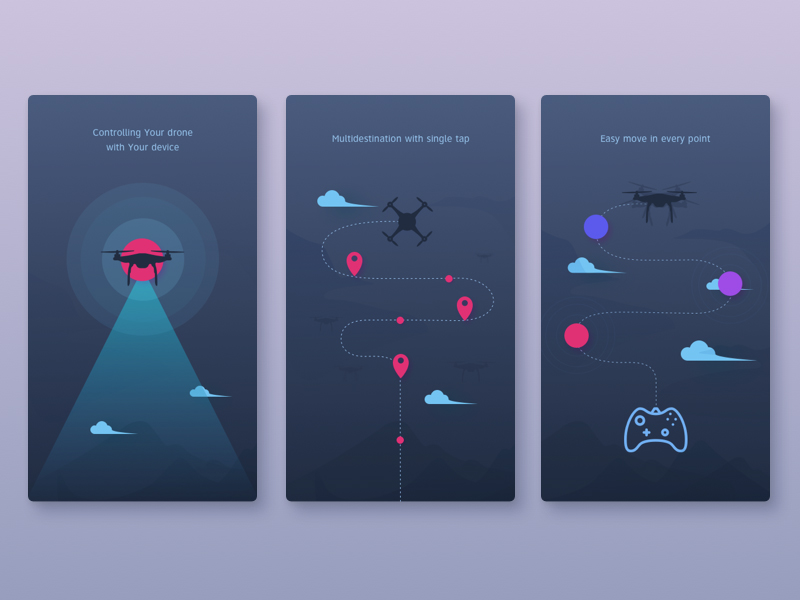 Controlling Your drone
with Your device
Multidestination with single tap
Easy move in every point